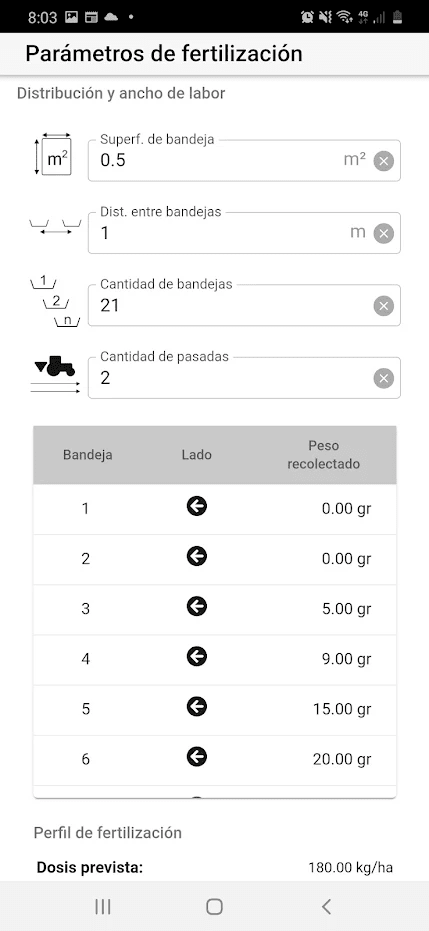 8:03
4G
Parámetros de fertilización
Distribución y ancho de labor
Superf. de bandeja
m²
0.5 m²
Dist. entre bandejas
1 m
Cantidad de bandejas
1
2
n
21
Cantidad de pasadas
2
Bandeja Lado Peso recolectado
1 0.00 gr
2 0.00 gr
3 5.00 gr
4 9.00 gr
5 15.00 gr
6 20.00 gr
Perfil de fertilización
Dosis prevista: 180.00 kg/ha